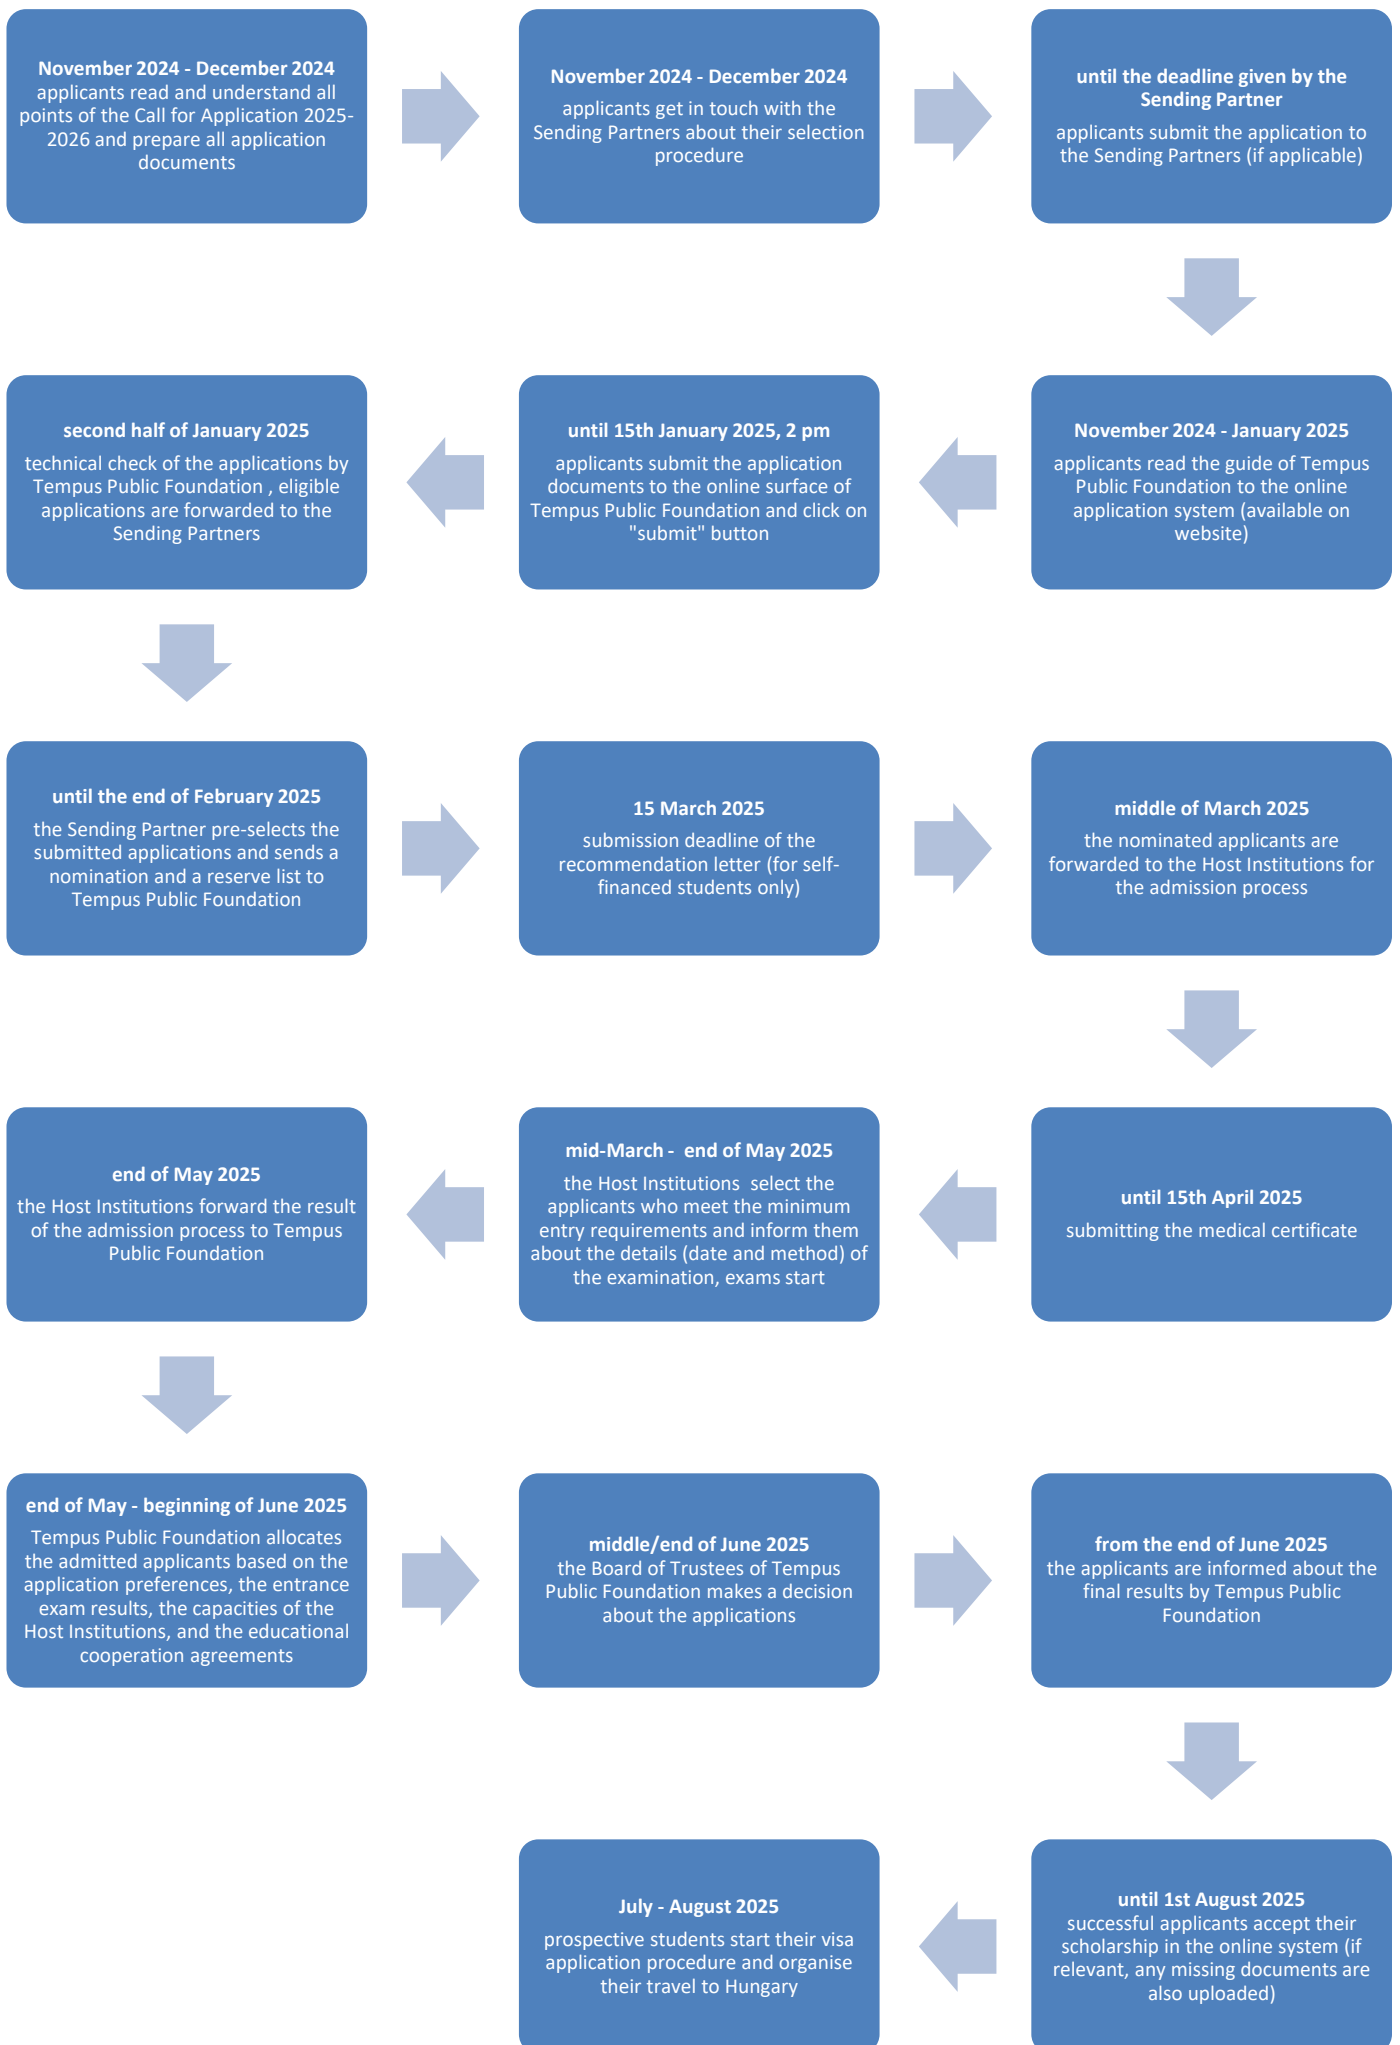 November 2024 - December 2024
applicants read and understand all
points of the Call for Application 2025-
2026 and prepare all application
documents
November 2024 - December 2024
applicants get in touch with the
Sending Partners about their selection
procedure
until the deadline given by the
Sending Partner
applicants submit the application to
the Sending Partners (if applicable)
November 2024 - January 2025
applicants read the guide of Tempus
Public Foundation to the online
application system (available on
website)
until 15th January 2025, 2 pm
applicants submit the application
documents to the online surface of
Tempus Public Foundation and click on
"submit" button
second half of January 2025
technical check of the applications by
Tempus Public Foundation , eligible
applications are forwarded to the
Sending Partners
until the end of February 2025
the Sending Partner pre-selects the
submitted applications and sends a
nomination and a reserve list to
Tempus Public Foundation
15 March 2025
submission deadline of the
recommendation letter (for self-
financed students only)
middle of March 2025
the nominated applicants are
forwarded to the Host Institutions for
the admission process
until 15th April 2025
submitting the medical certificate
mid-March - end of May 2025
the Host Institutions select the
applicants who meet the minimum
entry requirements and inform them
about the details (date and method) of
the examination, exams start
end of May 2025
the Host Institutions forward the result
of the admission process to Tempus
Public Foundation
end of May - beginning of June 2025
Tempus Public Foundation allocates
the admitted applicants based on the
application preferences, the entrance
exam results, the capacities of the
Host Institutions, and the educational
cooperation agreements
middle/end of June 2025
the Board of Trustees of Tempus
Public Foundation makes a decision
about the applications
from the end of June 2025
the applicants are informed about the
final results by Tempus Public
Foundation
until 1st August 2025
successful applicants accept their
scholarship in the online system (if
relevant, any missing documents are
also uploaded)
July - August 2025
prospective students start their visa
application procedure and organise
their travel to Hungary